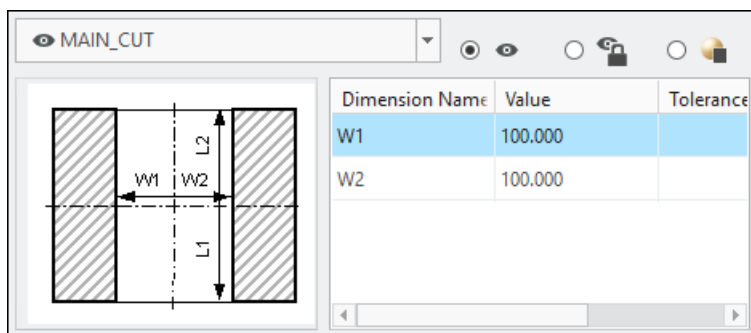 MAIN_CUT
Dimension Name Value Tolerance
W1 100.000
W2 100.000
L2
W1 W2
L1